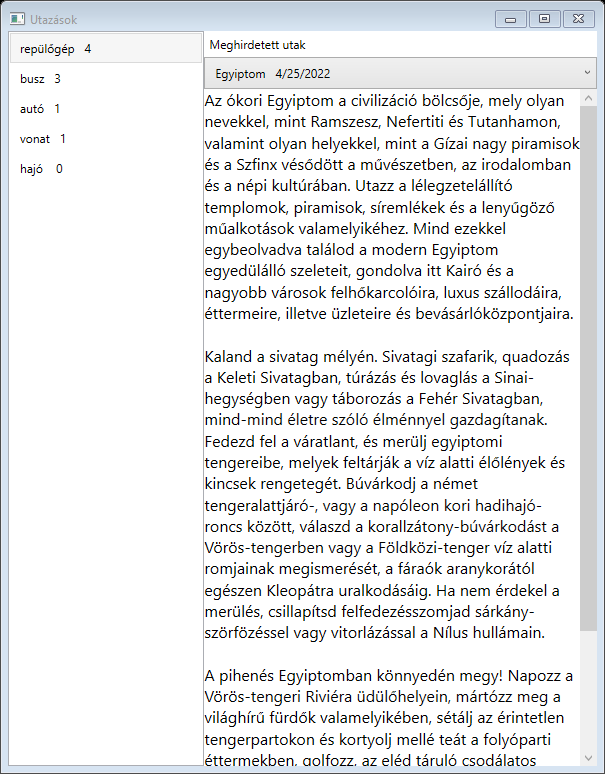 Utazások
repülőgép 4
busz 3
autó 1
vonat 1
hajó 0
Meghirdetett utak
Egyiptom 4/25/2022
Az ókori Egyiptom a civilizáció bölcsője, mely olyan
nevekkel, mint Ramszesz, Nefertiti és Tutanhamon,
valamint olyan helyekkel, mint a Gízai nagy piramisok
és a Szfinx vésődött a művészetben, az irodalomban
és a népi kultúrában. Utazz a lélegzetelállító
templomok, piramisok, síremlékek és a lenyűgöző
műalkotások valamelyikéhez. Mind ezekkel
egybeolvadva találod a modern Egyiptom
egyedülálló szeleteit, gondolva itt Kairó és a
nagyobb városok felhőkarcolóira, luxus szállodáira,
éttermeire, illetve üzleteire és bevásárlóközpontjaira.
Kaland a sivatag mélyén. Sivatagi szafarik, quadozás
a Keleti Sivatagban, túrázás és lovaglás a Sinai-
hegységben vagy táborozás a Fehér Sivatagban,
mind-mind életre szóló élménnyel gazdagítanak.
Fedezd fel a váratlant, és merülj egyiptomi
tengereibe, melyek feltárják a víz alatti élőlények és
kincsek rengetegét. Búvárkodj a német
tengeralattjáró-, vagy a napóleon kori hadihajó-
roncs között, válaszd a korallzátony-búvárkodást a
Vörös-tengerben vagy a Földközi-tenger víz alatti
romjainak megismerését, a fáraók aranykorától
egészen Kleopátra uralkodásáig. Ha nem érdekel a
merülés, csillapítsd felfedezésszomjad sárkány-
szörfözéssel vagy vitorlázással a Nílus hullámain.
A pihenés Egyiptomban könnyedén megy! Napozz a
Vörös-tengeri Riviéra üdülőhelyein, mártózz meg a
világhírű fürdők valamelyikében, sétálj az érintetlen
tengerpartokon és kortyolj mellé teát a folyóparti
éttermekben, golfozz, az eléd táruló csodálatos